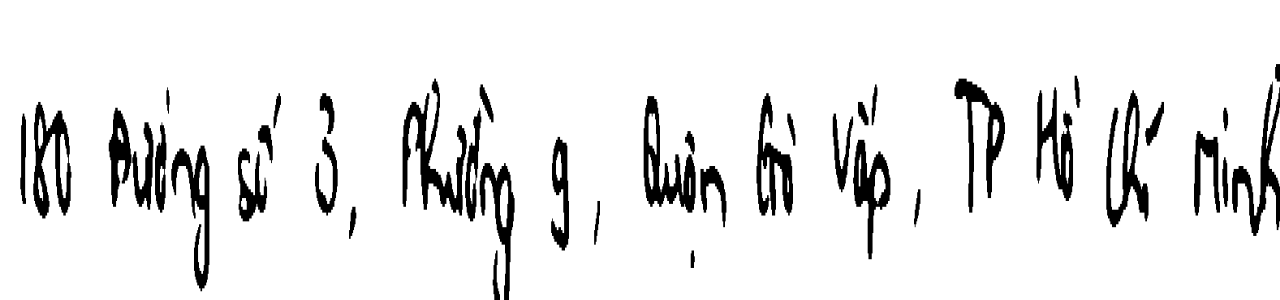 180 Đường số 3, Phường 9, Quận Gò Vấp, TP Hồ Chí Minh